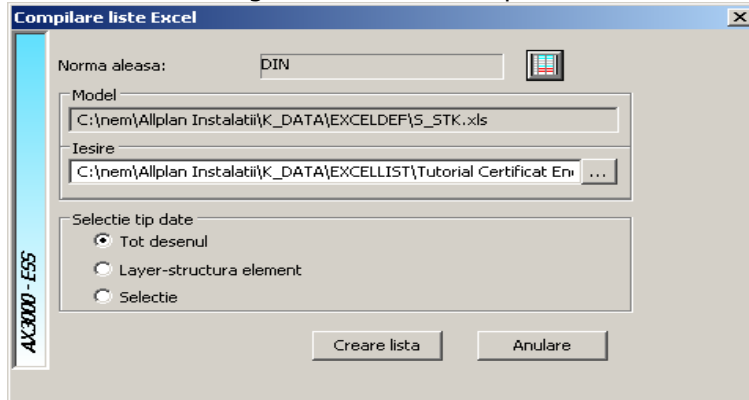 Compilare liste Excel
Norma aleasa: DIN
Model
C:\nem\Allplan Instalatii\K_DATA\EXCELDEF\S_STK.xls
Iesire
C:\nem\Allplan Instalatii\K_DATA\EXCELLIST\Tutorial Certificat En
...
Selectie tip date
Tot desenul
Layer-structura element
Selectie
AX3000 - ESS
Creare lista Anulare